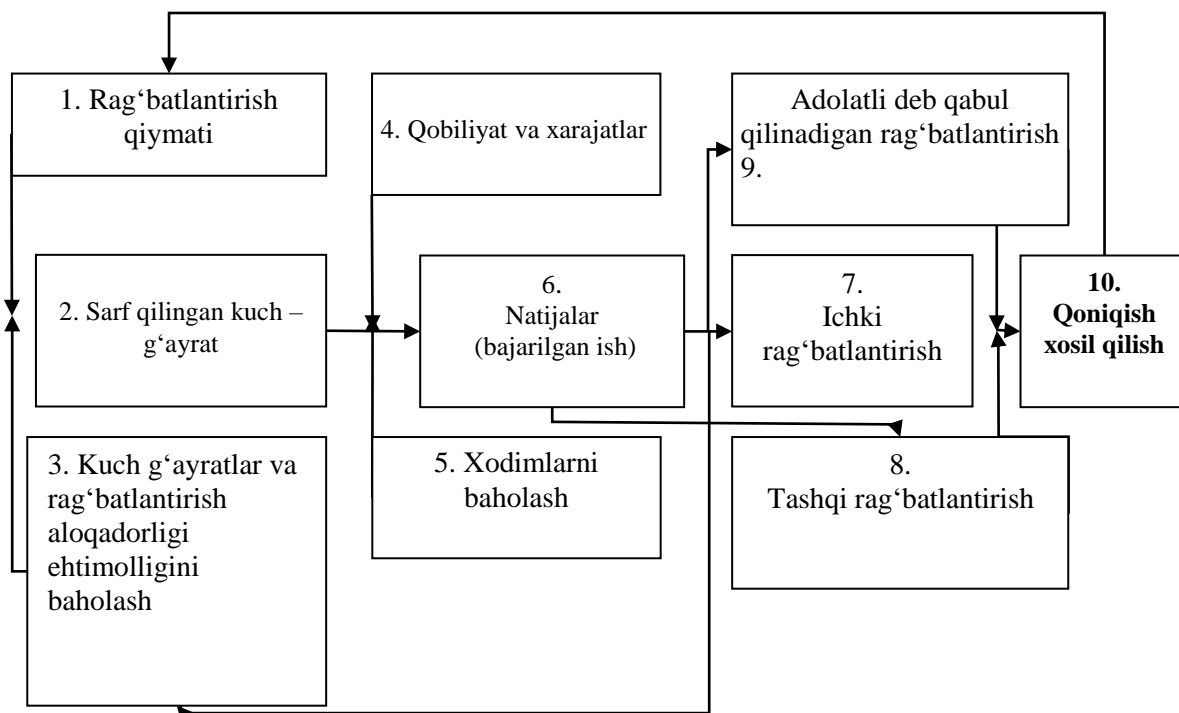 1. Rag‘batlantirish
qiymati
4. Qobiliyat va xarajatlar
Adolatli deb qabul
qilinadigan rag‘batlantirish
9.
2. Sarf qilingan kuch –
g‘ayrat
6.
Natijalar
(bajarilgan ish)
7.
Ichki
rag‘batlantirish
10.
Qoniqish
xosil qilish
3. Kuch g‘ayratlar va
rag‘batlantirish
aloqadorligi
ehtimolligini
baholash
5. Xodimlarni
baholash
8.
Tashqi rag‘batlantirish